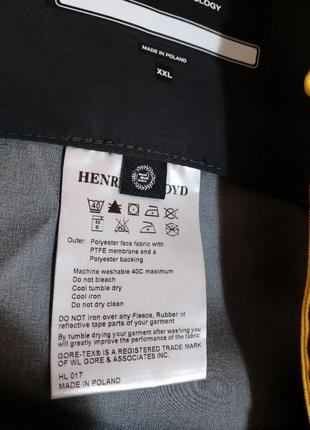 OLOGY
MADE IN POLAND
XXL
HENR OYD
40
Outer: Polyester face fabric with
PTFE membrane and a
Polyester backing
Machine washable 40C maximum
Do not bleach
Cool tumble dry
Cool iron
Do not dry clean
DO NOT iron over any Fleece, Rubber or
reflective tape parts of your garment
By tumble drying your garment after washing you
will greatly improve the performance of the fabric
GORE-TEX® IS A REGISTERED TRADE MARK
OF WL GORE & ASSOCIATES INC.
HL 017
MADE IN POLAND